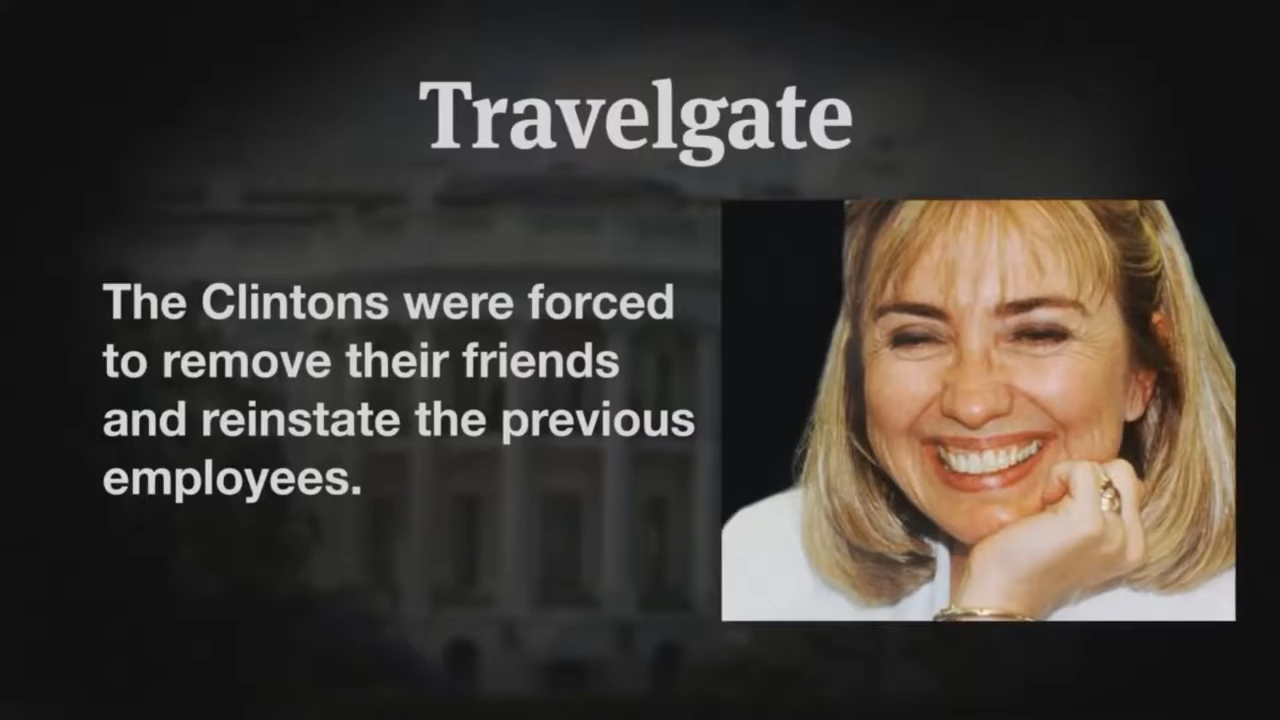 Travelgate
The Clintons were forced
to remove their friends
and reinstate the previous
employees.